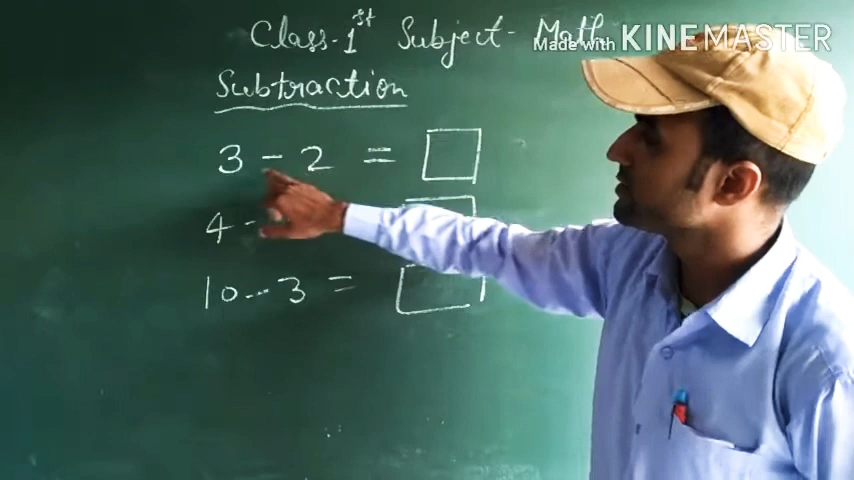 Class-1st Subject- Math
Made with KINEMASTER
Subtraction
3 - 2 =
4 -
10 - 3 =